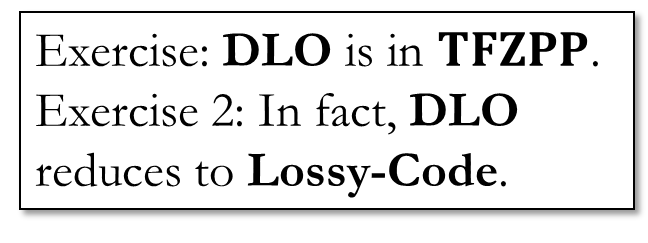 Exercise: DLO is in TFZPP.
Exercise 2: In fact, DLO
reduces to Lossy-Code.